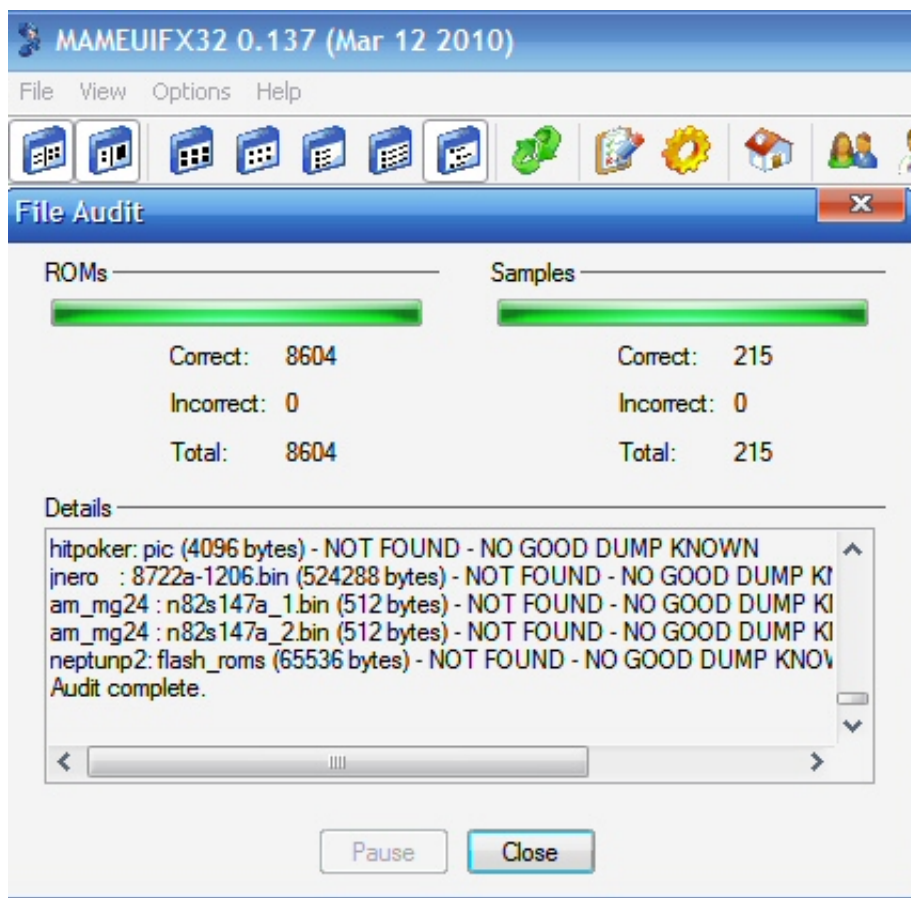 MAMEUIFX32 0.137 (Mar 12 2010)
File View Options Help
File Audit
ROMs
Correct: 8604
Incorrect: 0
Total: 8604
Samples
Correct: 215
Incorrect: 0
Total: 215
Details
hitpoker: pic (4096 bytes) - NOT FOUND - NO GOOD DUMP KNOWN
jnero : 8722a-1206.bin (524288 bytes) - NOT FOUND - NO GOOD DUMP
am_mg24 : n82s147a_1.bin (512 bytes) - NOT FOUND - NO GOOD DUMP
am_mg24 : n82s147a_2.bin (512 bytes) - NOT FOUND - NO GOOD DUMP
neptunp2: flash_roms (65536 bytes) - NOT FOUND - NO GOOD DUMP
Audit complete.
Pause
Close